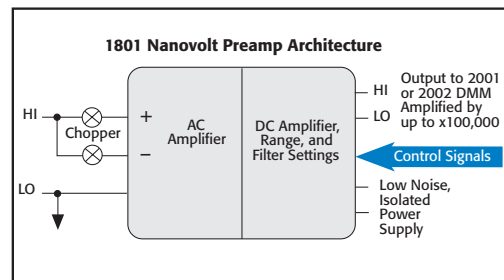 1801 Nanovolt Preamp Architecture
HI
Chopper
LO
+
−
AC
Amplifier
DC Amplifier,
Range, and
Filter Settings
HI
LO
Output to 2001
or 2002 DMM
Amplified by
up to x100,000
Control Signals
Low Noise,
Isolated
Power
Supply